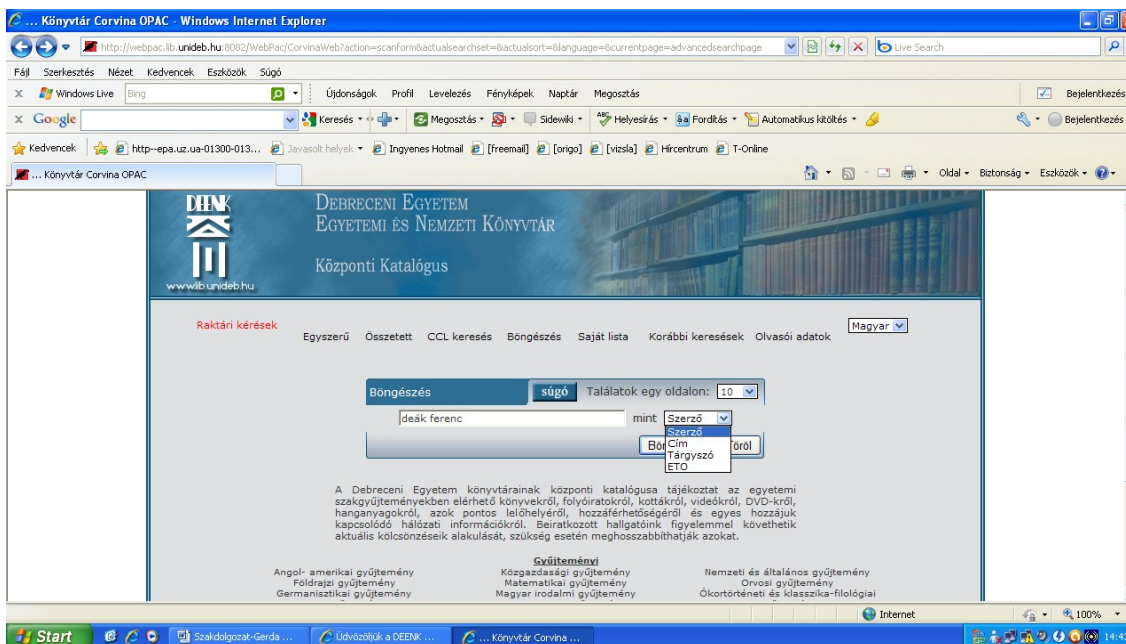 ... Könyvtár Corvina OPAC - Windows Internet Explorer
http://webpac.lib.unideb.hu:8082/WebPac/CorvinaWeb?action=scanform&actualsearchset=&actualsort=&language=&currentpage=advancedsearchpage
Live Search
Fájl Szerkesztés Nézet Kedvencek Eszközök Súgó
x Windows Live Bing Újdonságok Profil Levelezés Fényképek Naptár Megosztás Bejelentkezés
x Google Keresés Megosztás Sidewiki Helyesírás Fordítás Automatikus kitöltés Bejelentkezés
Kedvencek http--epa.uz.ua-01300-013... Javasolt helyek Ingyenes Hotmail [freemail] [origo] [vizsla] Hírcentrum T-Online
... Könyvtár Corvina OPAC Oldal Biztonság Eszközök
DEENK
www.lib.unideb.hu
Debreceni Egyetem
Egyetemi és Nemzeti Könyvtár
Központi Katalógus
Raktári kérések Egyszerű Összetett CCL keresés Böngészés Saját lista Korábbi keresések Olvasói adatok Magyar
Böngészés súgó Találatok egy oldalon: 10
deák ferenc mint Szerző
Szerző
Cím
Tárgyszó
ETO
A Debreceni Egyetem könyvtárainak központi katalógusa tájékoztat az egyetemi
szakgyűjteményekben elérhető könyvekről, folyóiratokról, kottákról, videókról, DVD-kről,
hanganyagokról, azok pontos lelőhelyéről, hozzáférhetőségéről és egyes hozzájuk
kapcsolódó hálózati információkról. Beiratkozott hallgatóink figyelemmel követhetik
aktuális kölcsönzéseik alakulását, szükség esetén meghosszabbíthatják azokat.
Gyűjteményi
Angol- amerikai gyűjtemény Közgazdasági gyűjtemény Nemzeti és általános gyűjtemény
Földrajzi gyűjtemény Matematikai gyűjtemény Orvosi gyűjtemény
Germanisztikai gyűjtemény Magyar irodalmi gyűjtemény Ókortörténeti és klasszika-filológiai
Internet 100%
Start Szakdolgozat-Gerda ... Üdvözöljük a DEENK ... ... Könyvtár Corvina ...